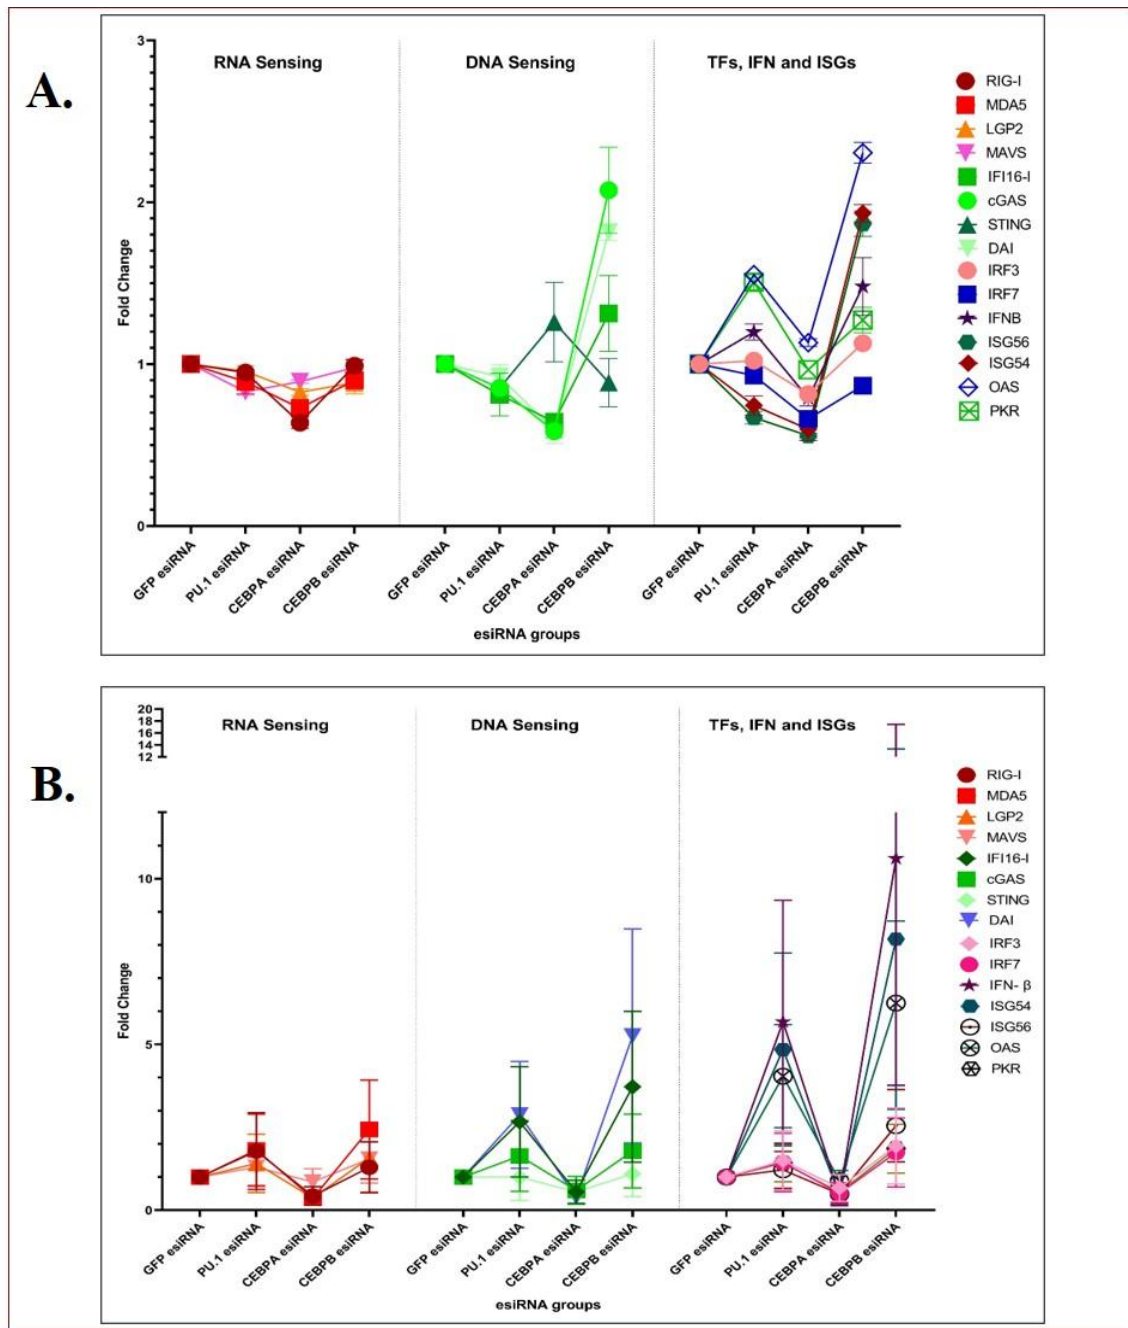 A.
RNA Sensing
DNA Sensing
TFs, IFN and ISGs
3
2
1
0
Fold Change
GFP esiRNA
PU.1 esiRNA
CEBPA esiRNA
CEBPB esiRNA
GFP esiRNA
PU.1 esiRNA
CEBPA esiRNA
CEBPB esiRNA
GFP esiRNA
PU.1 esiRNA
CEBPA esiRNA
CEBPB esiRNA
esiRNA groups
RIG-I
MDA5
LGP2
MAVS
IFI16-I
cGAS
STING
DAI
IRF3
IRF7
IFNB
ISG56
ISG54
OAS
PKR
B.
RNA Sensing
DNA Sensing
TFs, IFN and ISGs
20
18
16
14
12
10
5
0
Fold Change
GFP esiRNA
PU.1 esiRNA
CEBPA esiRNA
CEBPB esiRNA
GFP esiRNA
PU.1 esiRNA
CEBPA esiRNA
CEBPB esiRNA
GFP esiRNA
PU.1 esiRNA
CEBPA esiRNA
CEBPB esiRNA
esiRNA groups
RIG-I
MDA5
LGP2
MAVS
IFI16-I
cGAS
STING
DAI
IRF3
IRF7
IFN- β
ISG54
ISG56
OAS
PKR